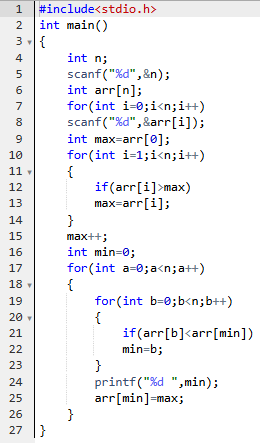 1 #include<stdio.h>
2 int main()
3 {
4 int n;
5 scanf("%d",&n);
6 int arr[n];
7 for(int i=0;i<n;i++)
8 scanf("%d",&arr[i]);
9 int max=arr[0];
10 for(int i=1;i<n;i++)
11 {
12 if(arr[i]>max)
13 max=arr[i];
14 }
15 max++;
16 int min=0;
17 for(int a=0;a<n;a++)
18 {
19 for(int b=0;b<n;b++)
20 {
21 if(arr[b]<arr[min])
22 min=b;
23 }
24 printf("%d ",min);
25 arr[min]=max;
26 }
27 }